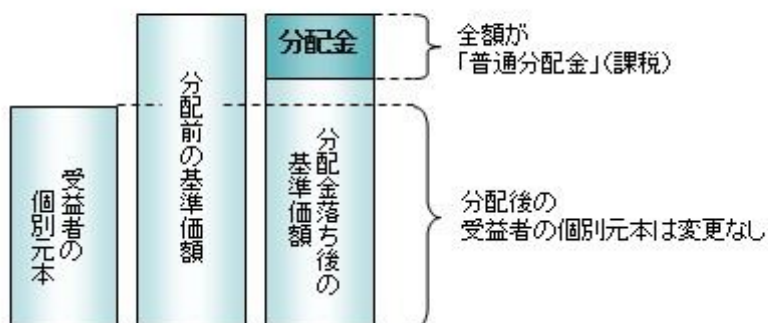 受益者の
個別元本
分配前の基準価額
分配金
分配金落ち後の
基準価額
全額が
「普通分配金」(課税)
分配後の
受益者の個別元本は変更なし